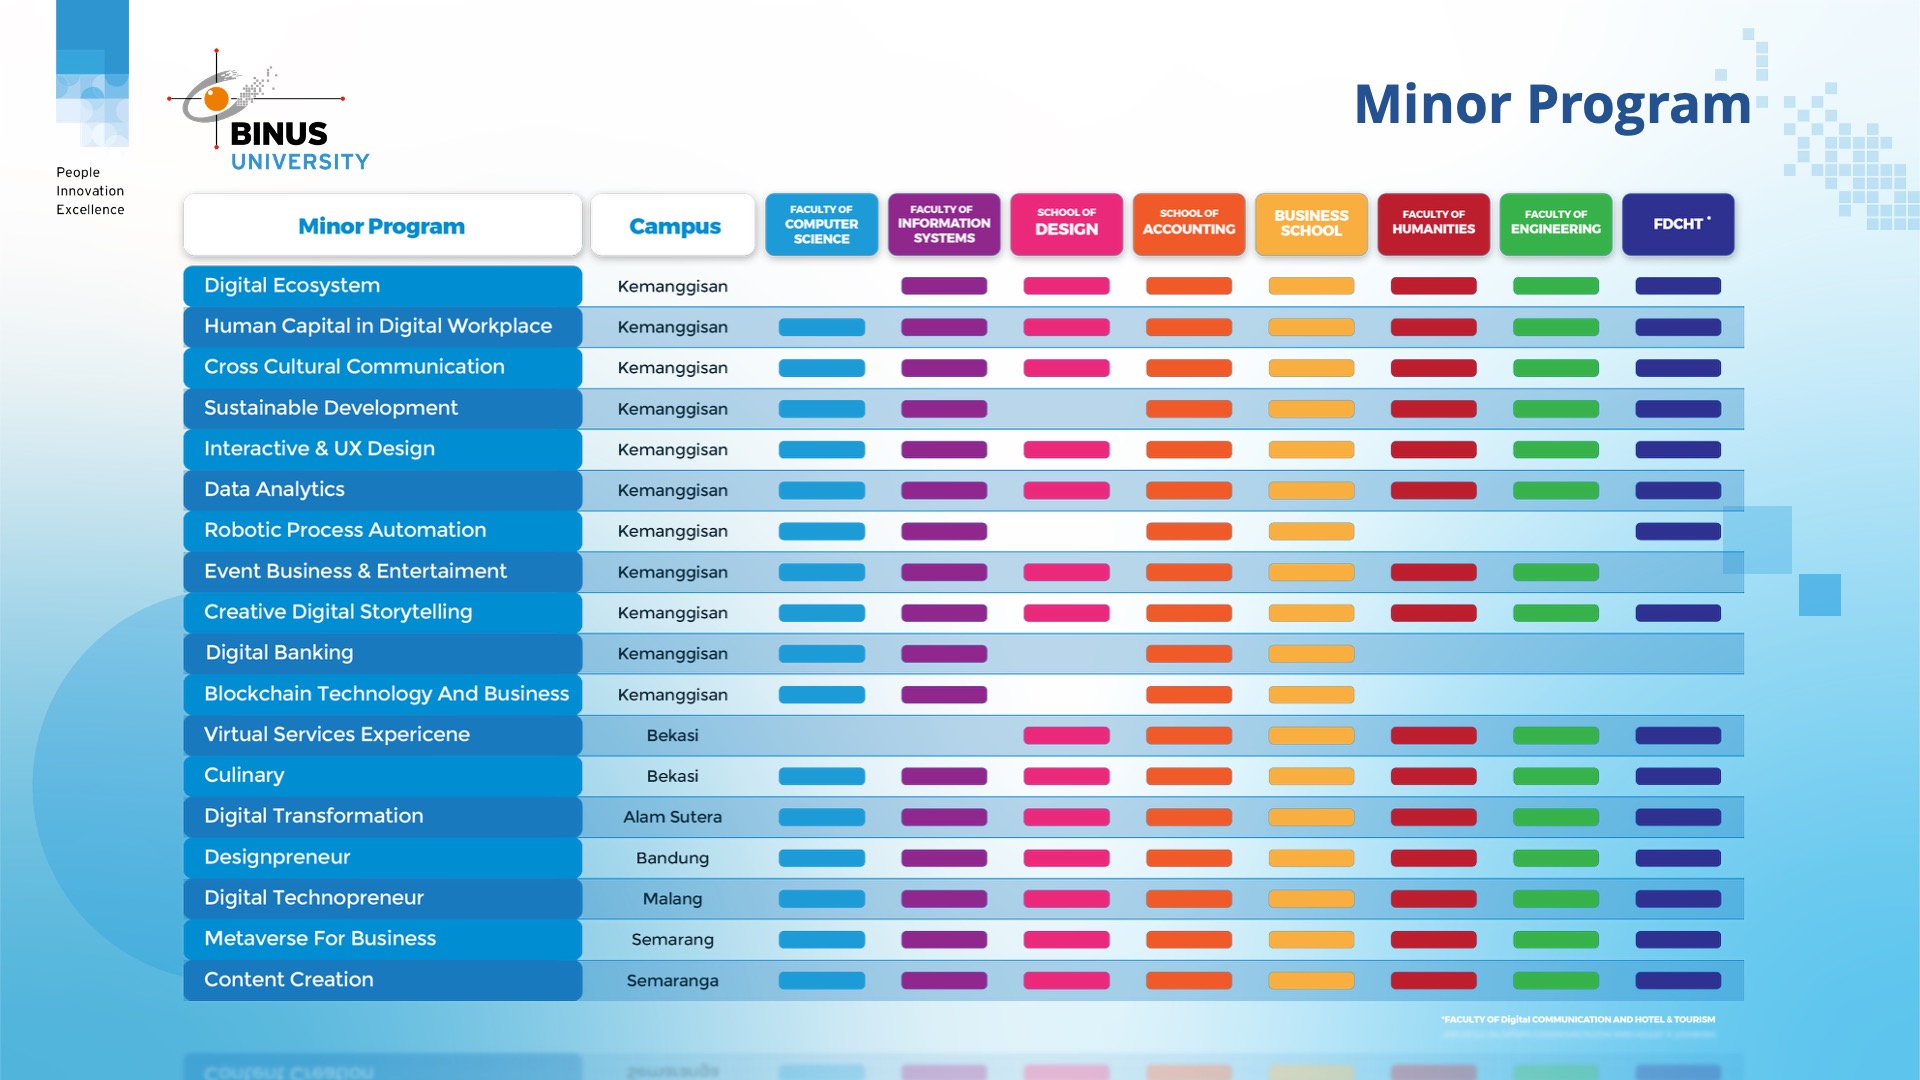 People
Innovation
Excellence
BINUS
UNIVERSITY
Minor Program
Minor Program
Campus
FACULTY OF
COMPUTER
SCIENCE
FACULTY OF
INFORMATION
SYSTEMS
SCHOOL OF
DESIGN
SCHOOL OF
ACCOUNTING
BUSINESS
SCHOOL
FACULTY OF
HUMANITIES
FACULTY OF
ENGINEERING
FDCHT *
Digital Ecosystem Kemanggisan
Human Capital in Digital Workplace Kemanggisan
Cross Cultural Communication Kemanggisan
Sustainable Development Kemanggisan
Interactive & UX Design Kemanggisan
Data Analytics Kemanggisan
Robotic Process Automation Kemanggisan
Event Business & Entertaiment Kemanggisan
Creative Digital Storytelling Kemanggisan
Digital Banking Kemanggisan
Blockchain Technology And Business Kemanggisan
Virtual Services Expericene Bekasi
Culinary Bekasi
Digital Transformation Alam Sutera
Designpreneur Bandung
Digital Technopreneur Malang
Metaverse For Business Semarang
Content Creation Semaranga
*FACULTY OF Digital COMMUNICATION AND HOTEL & TOURISM